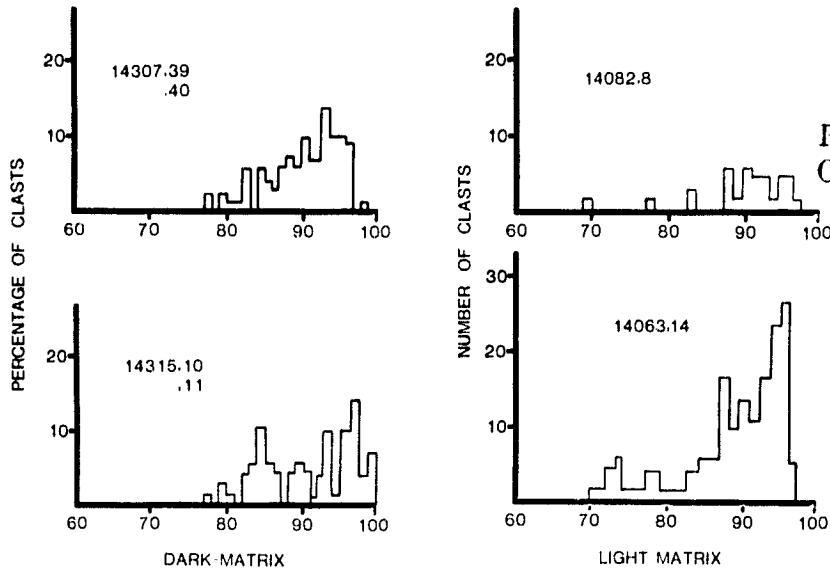 PERCENTAGE OF CLASTS
20
10
14307.39
.40
60 70 80 90 100
20
10
14315.10
.11
60 70 80 90 100
DARK-MATRIX
NUMBER OF CLASTS
20
10
14082.8
60 70 80 90 100
30
20
10
14063.14
60 70 80 90 100
LIGHT MATRIX